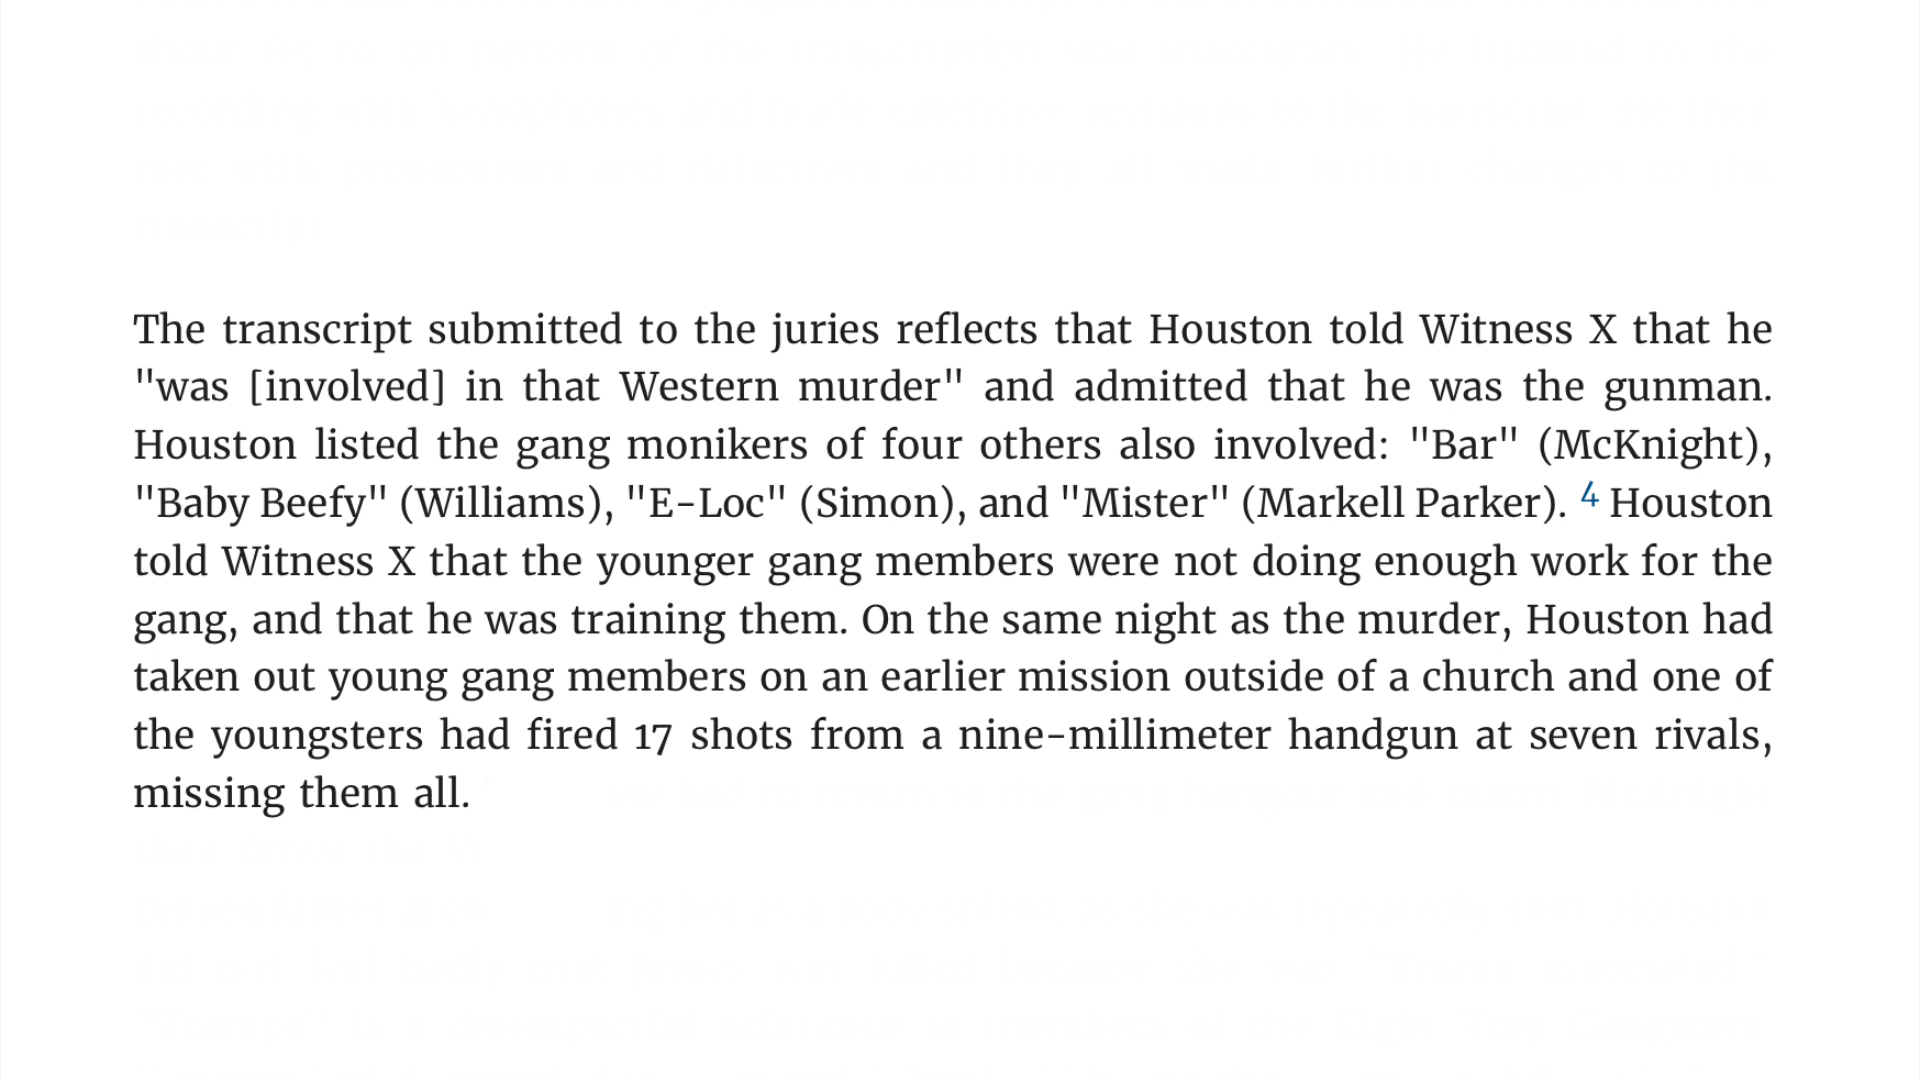 The transcript submitted to the juries reflects that Houston told Witness X that he
"was [involved] in that Western murder" and admitted that he was the gunman.
Houston listed the gang monikers of four others also involved: "Bar" (McKnight),
"Baby Beefy" (Williams), "E-Loc" (Simon), and "Mister" (Markell Parker). 4 Houston
told Witness X that the younger gang members were not doing enough work for the
gang, and that he was training them. On the same night as the murder, Houston had
taken out young gang members on an earlier mission outside of a church and one of
the youngsters had fired 17 shots from a nine-millimeter handgun at seven rivals,
missing them all.